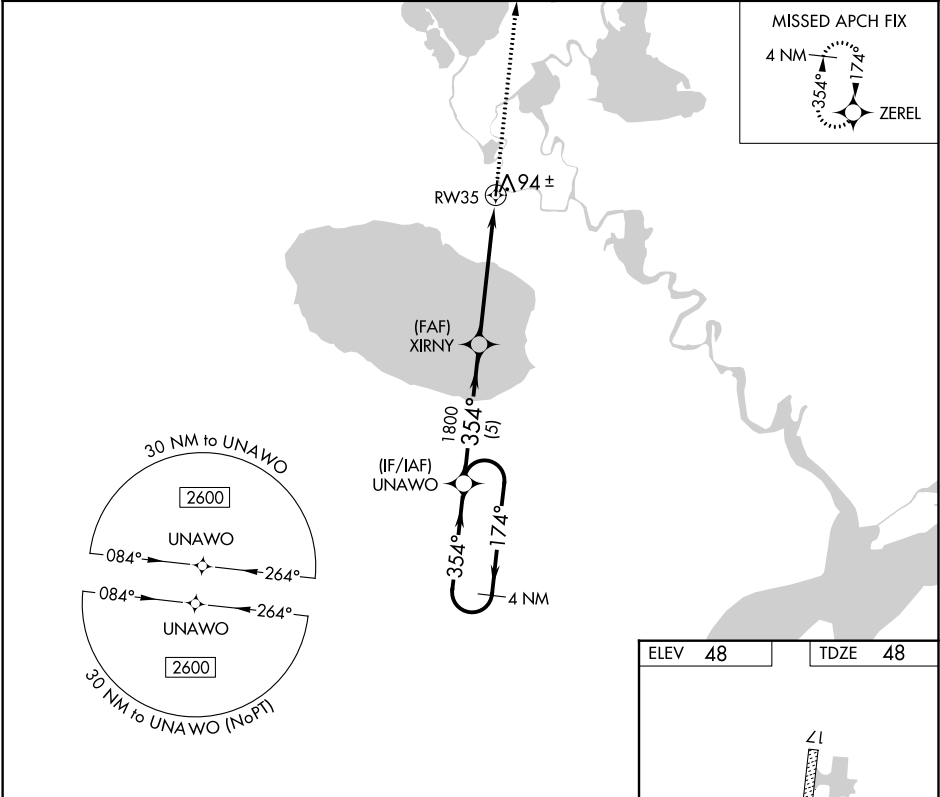 MISSED APCH FIX
4 NM
354°
174°
ZEREL
RW35
94 ±
(FAF)
XIRNY
1800
354°
(5)
(IF/IAF)
UNAWO
354°
174°
4 NM
30 NM to UNAWO
2600
UNAWO
084°
264°
084°
264°
UNAWO
2600
30 NM to UNAWO (NoPT)
ELEV 48
TDZE 48
17